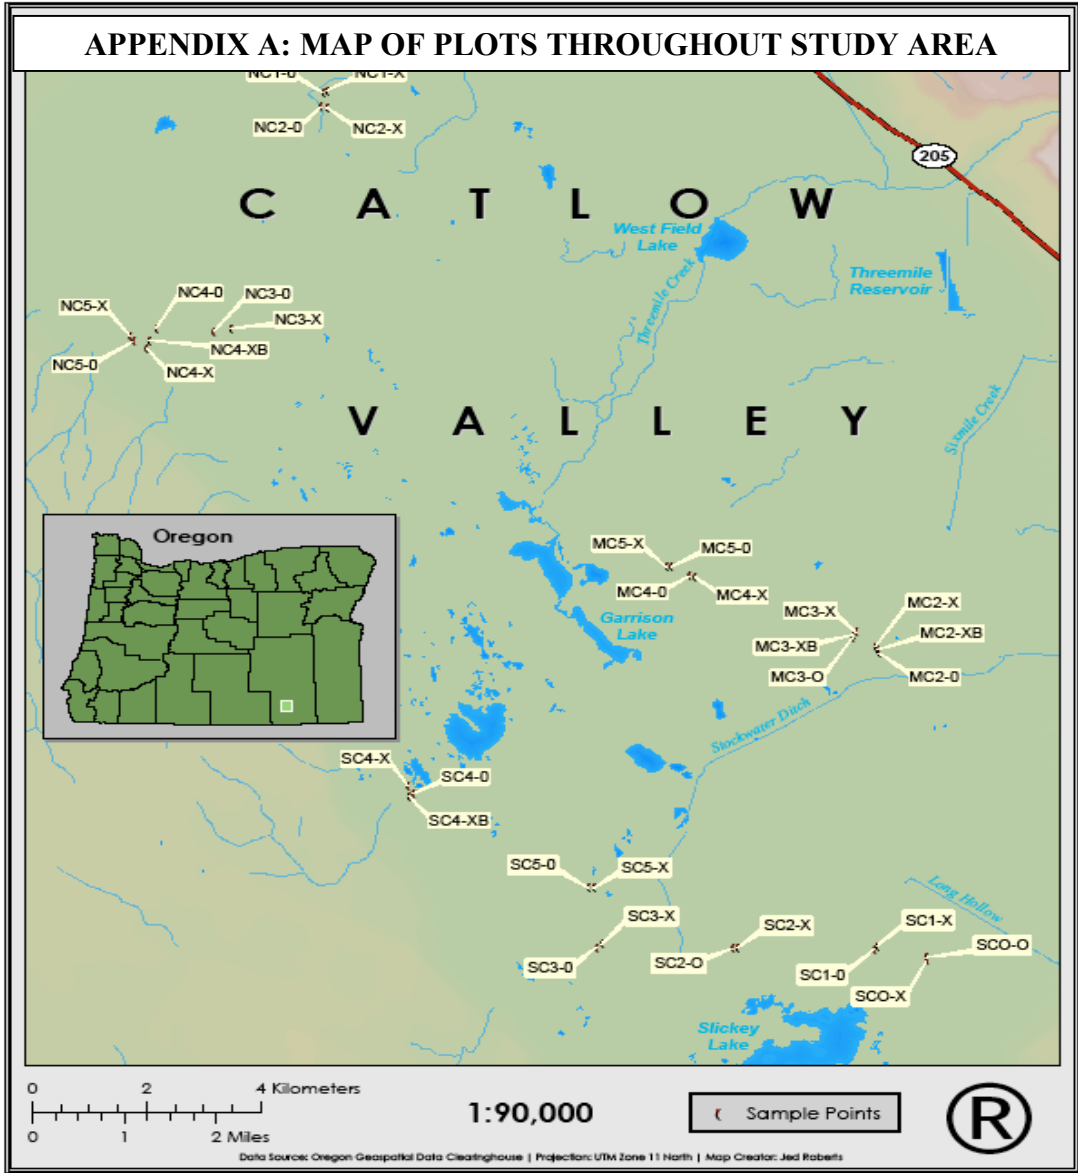 APPENDIX A: MAP OF PLOTS THROUGHOUT STUDY AREA
NC1-0
NC1-X
NC2-0
NC2-X
205
CATLOW
West Field
Lake
Threemile
Reservoir
Threemile Creek
NC5-X
NC4-0
NC3-0
NC3-X
NC4-XB
NC5-0
NC4-X
VALLEY
Sixmile Creek
Oregon
MC5-X
MC5-0
MC4-0
MC4-X
Garrison
Lake
MC3-X
MC2-X
MC3-XB
MC2-XB
MC3-O
MC2-0
Stockwater Ditch
SC4-X
SC4-0
SC4-XB
SC5-0
SC5-X
Long Hollow
SC3-X
SC2-X
SC1-X
SCO-O
SC3-0
SC2-O
SC1-0
SCO-X
Slickey
Lake
0 2 4 Kilometers
0 1 2 Miles
1:90,000
Sample Points
R
Data Source: Oregon Geospatial Data Clearinghouse | Projection: UTM Zone 11 North | Map Creator: Jed Roberts